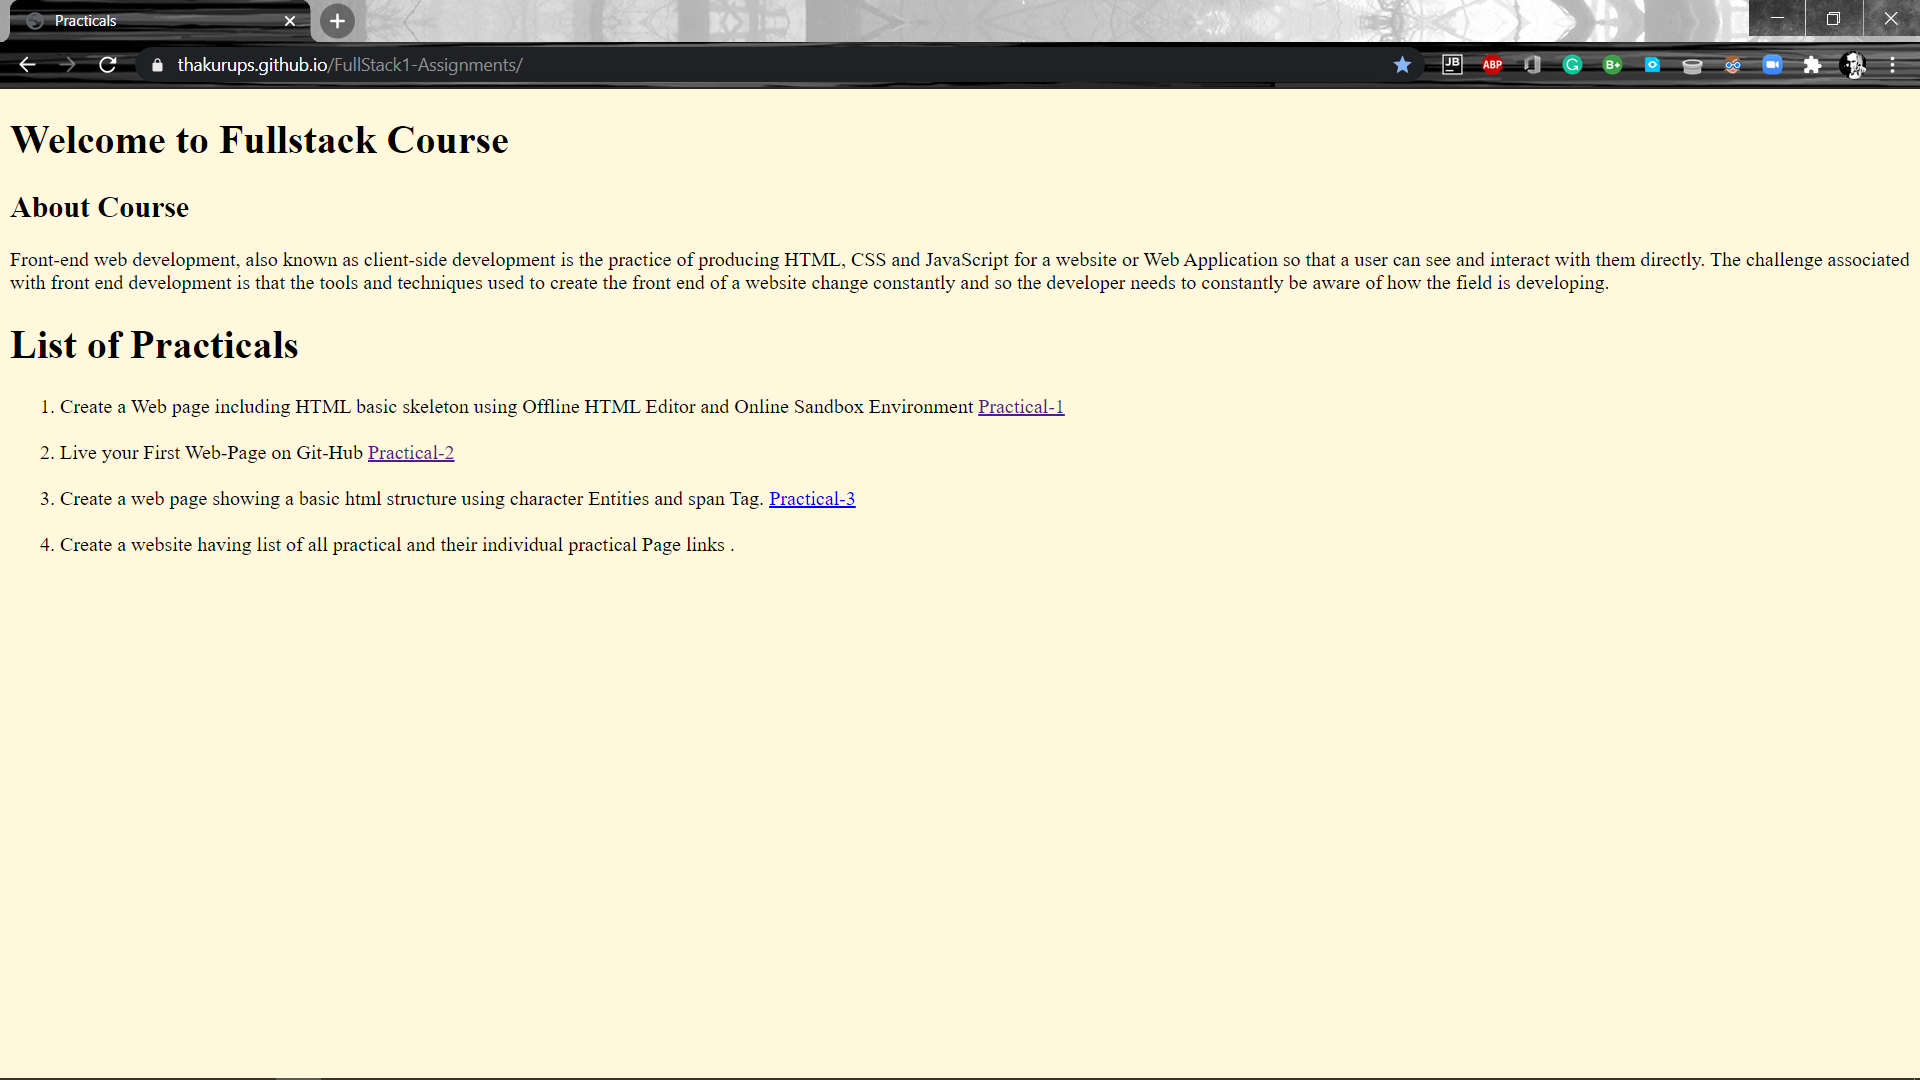 Practicals
thakurups.github.io/FullStack1-Assignments/
JB
ABP
G
B+
Welcome to Fullstack Course
About Course
Front-end web development, also known as client-side development is the practice of producing HTML, CSS and JavaScript for a website or Web Application so that a user can see and interact with them directly. The challenge associated
with front end development is that the tools and techniques used to create the front end of a website change constantly and so the developer needs to constantly be aware of how the field is developing.
List of Practicals
1. Create a Web page including HTML basic skeleton using Offline HTML Editor and Online Sandbox Environment Practical-1
2. Live your First Web-Page on Git-Hub Practical-2
3. Create a web page showing a basic html structure using character Entities and span Tag. Practical-3
4. Create a website having list of all practical and their individual practical Page links .